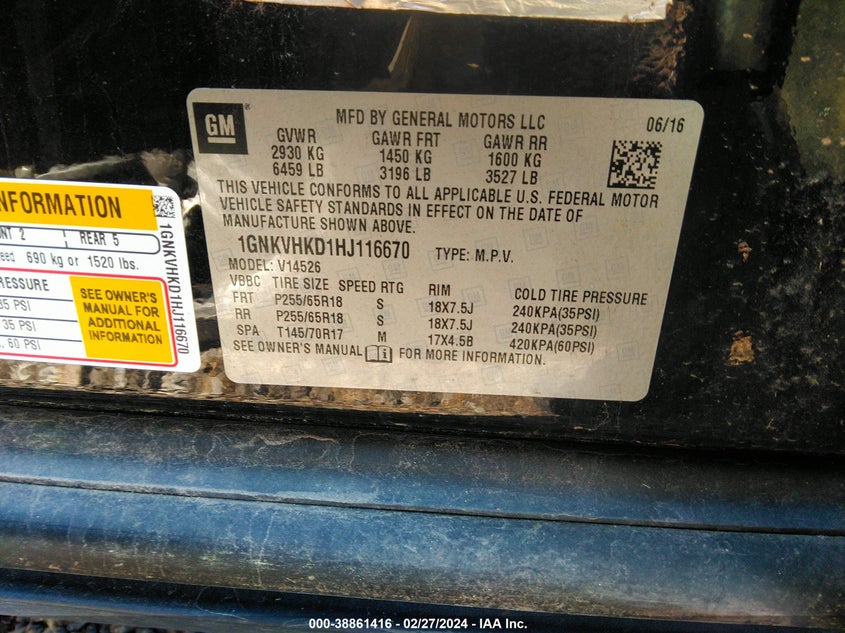 GM
MFD BY GENERAL MOTORS LLC 06/16
GVWR GAWR FRT GAWR RR
2930 KG 1450 KG 1600 KG
6459 LB 3196 LB 3527 LB
THIS VEHICLE CONFORMS TO ALL APPLICABLE U.S. FEDERAL MOTOR
VEHICLE SAFETY STANDARDS IN EFFECT ON THE DATE OF
MANUFACTURE SHOWN ABOVE.
1GNKVHKD1HJ116670 TYPE: M.P.V.
MODEL: V14526
VBBC TIRE SIZE SPEED RTG RIM COLD TIRE PRESSURE
FRT P255/65R18 S 18X7.5J 240KPA(35PSI)
RR P255/65R18 S 18X7.5J 240KPA(35PSI)
SPA T145/70R17 M 17X4.5B 420KPA(60PSI)
SEE OWNER'S MANUAL FOR MORE INFORMATION.
REAR 5
690 kg or 1520 lbs.
SEE OWNER'S
MANUAL FOR
ADDITIONAL
INFORMATION
35 PSI
60 PSI
1GNKVHKD1HJ116670
000-38861416 - 02/27/2024 - IAA Inc.